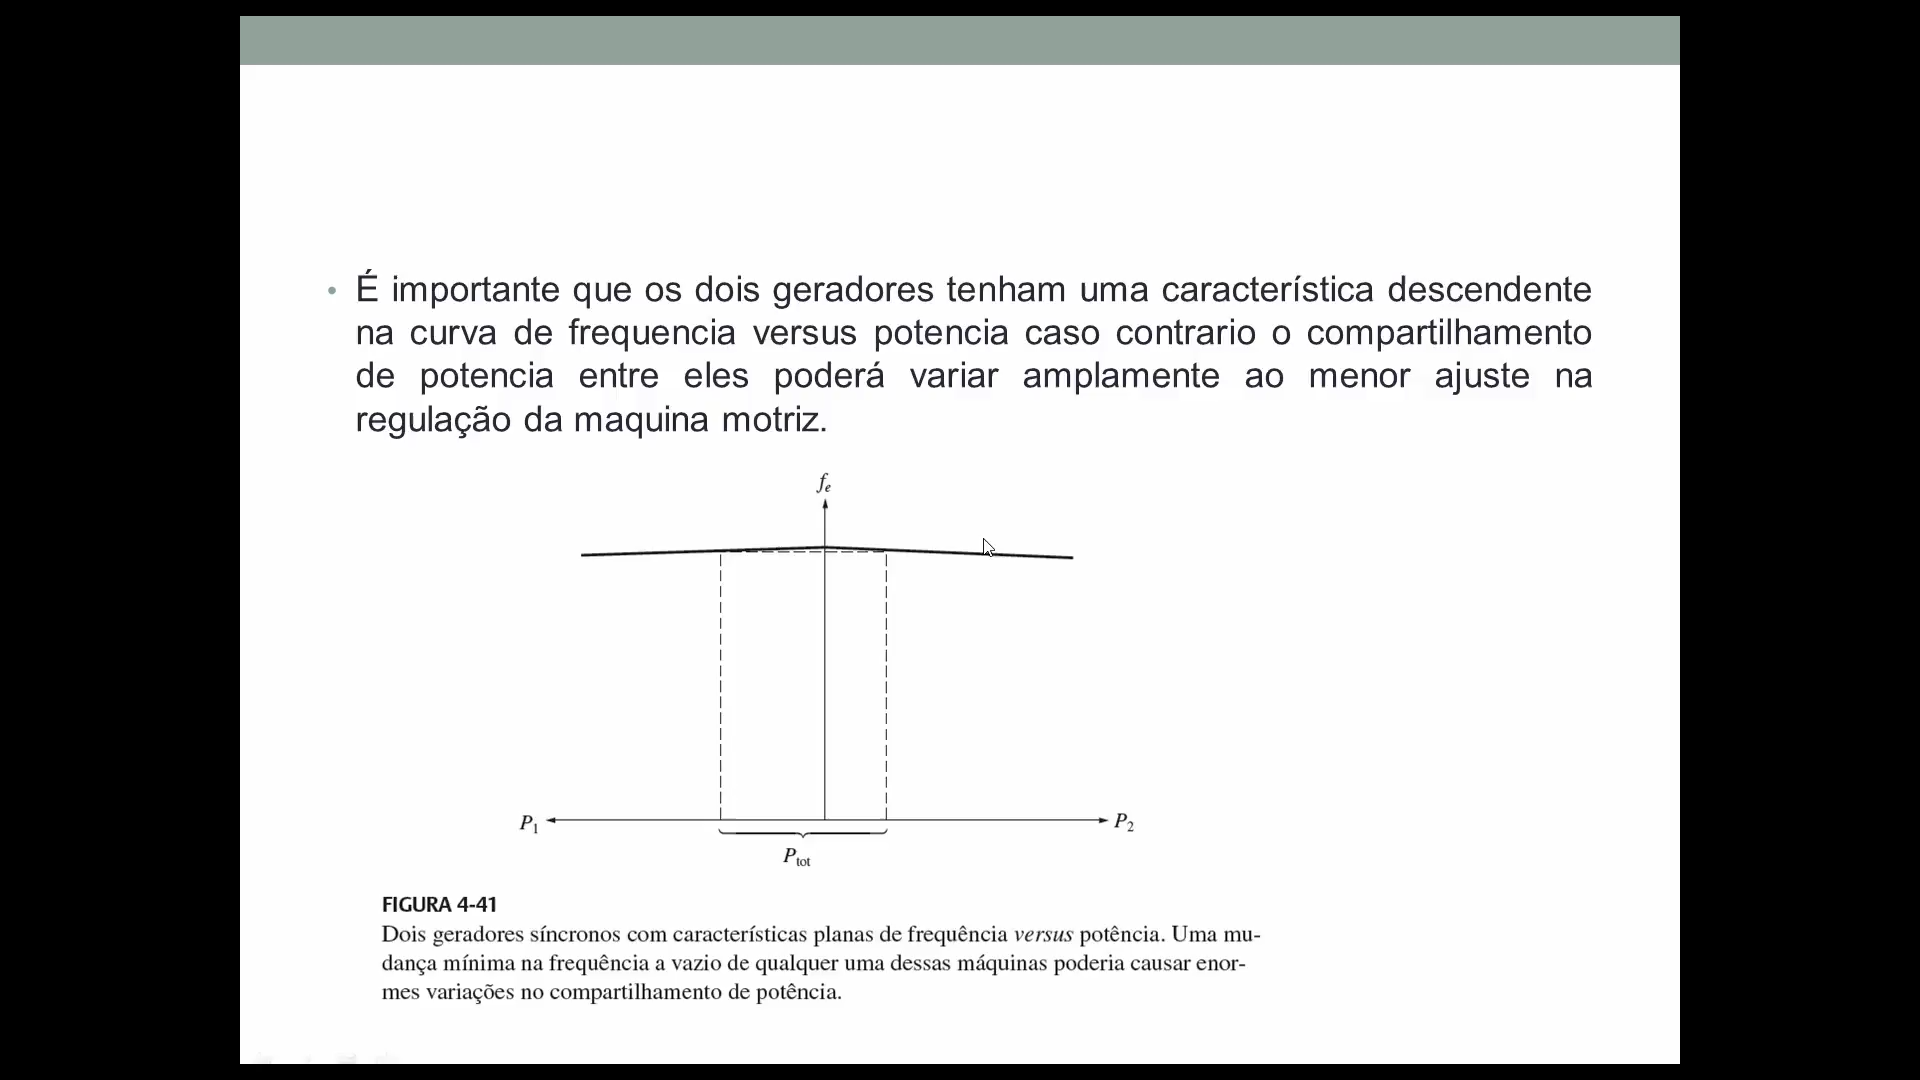 • É importante que os dois geradores tenham uma característica descendente
na curva de frequencia versus potencia caso contrario o compartilhamento
de potencia entre eles poderá variar amplamente ao menor ajuste na
regulação da maquina motriz.
fe
P1
P2
Ptot
FIGURA 4-41
Dois geradores síncronos com características planas de frequência versus potência. Uma mu-
dança mínima na frequência a vazio de qualquer uma dessas máquinas poderia causar enor-
mes variações no compartilhamento de potência.